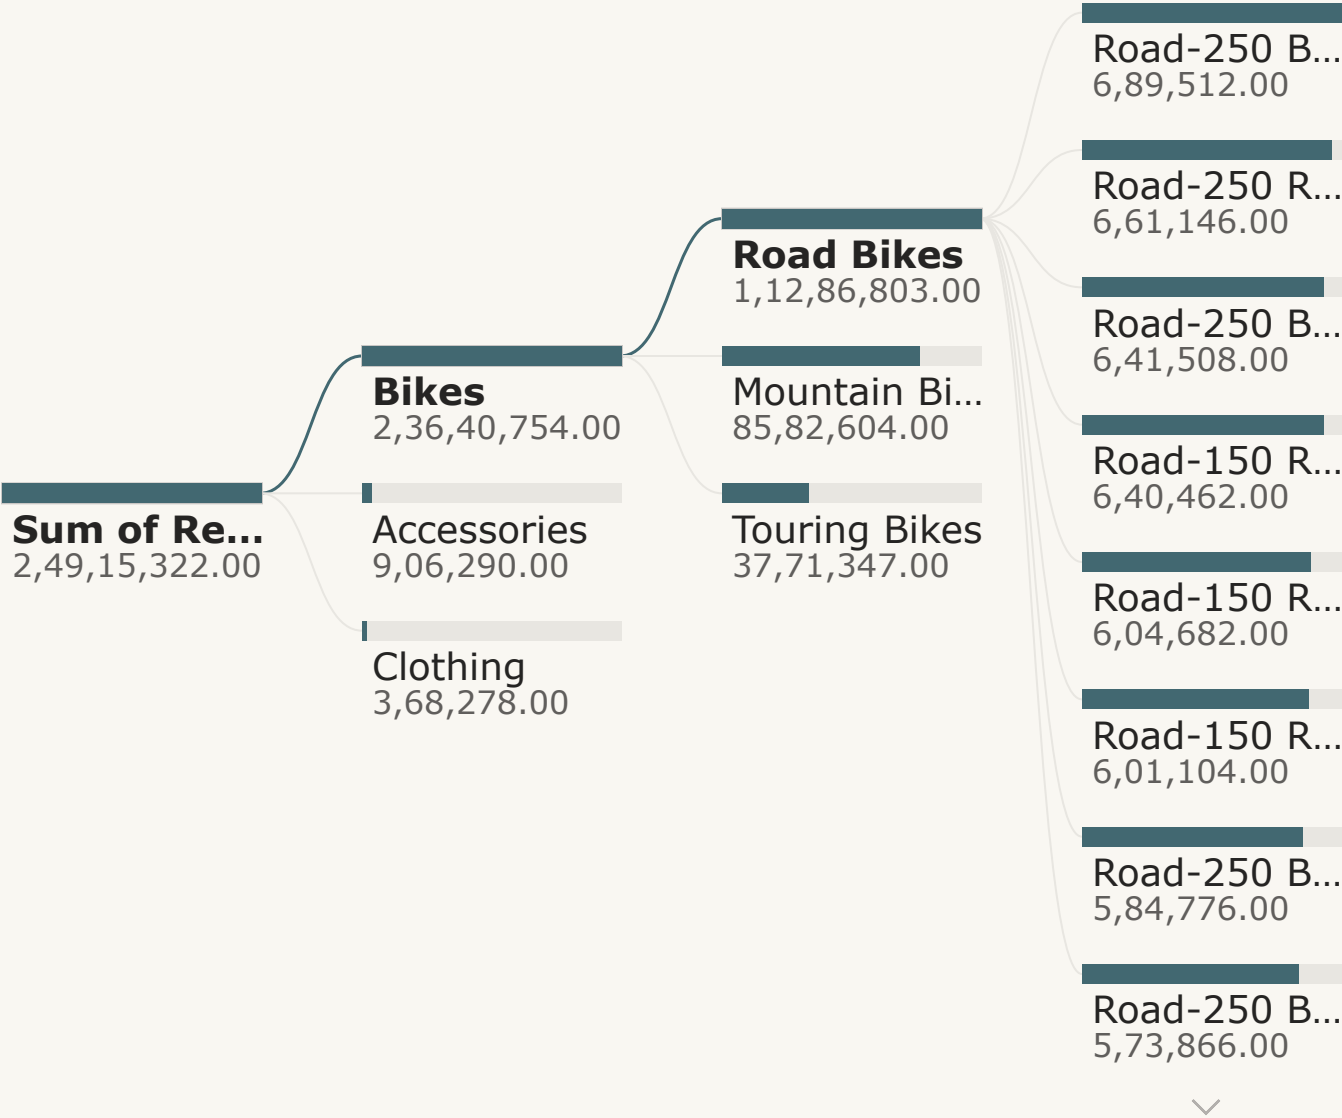 Sum of Re...
2,49,15,322.00
Bikes
2,36,40,754.00
Accessories
9,06,290.00
Clothing
3,68,278.00
Road Bikes
1,12,86,803.00
Mountain Bi...
85,82,604.00
Touring Bikes
37,71,347.00
Road-250 B...
6,89,512.00
Road-250 R...
6,61,146.00
Road-250 B...
6,41,508.00
Road-150 R...
6,40,462.00
Road-150 R...
6,04,682.00
Road-150 R...
6,01,104.00
Road-250 B...
5,84,776.00
Road-250 B...
5,73,866.00